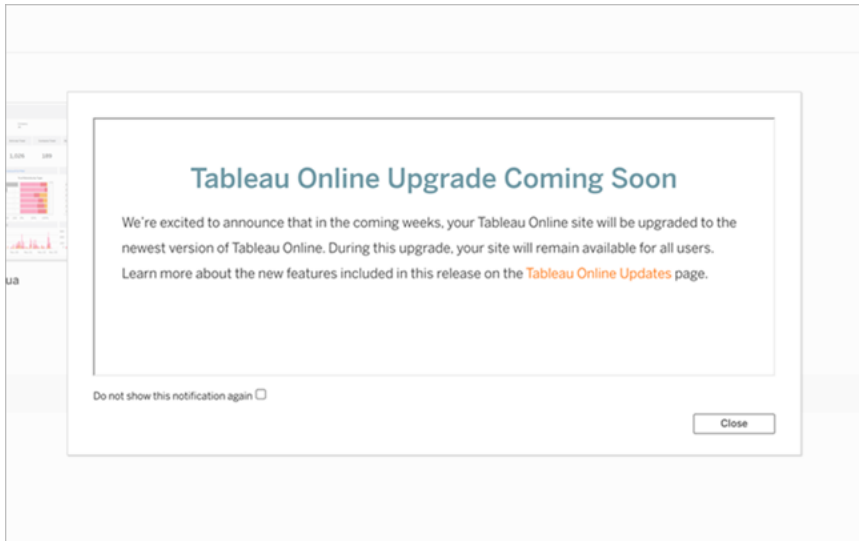 Tableau Online Upgrade Coming Soon
We're excited to announce that in the coming weeks, your Tableau Online site will be upgraded to the
newest version of Tableau Online. During this upgrade, your site will remain available for all users.
Learn more about the new features included in this release on the Tableau Online Updates page.
ua
Do not show this notification again
Close